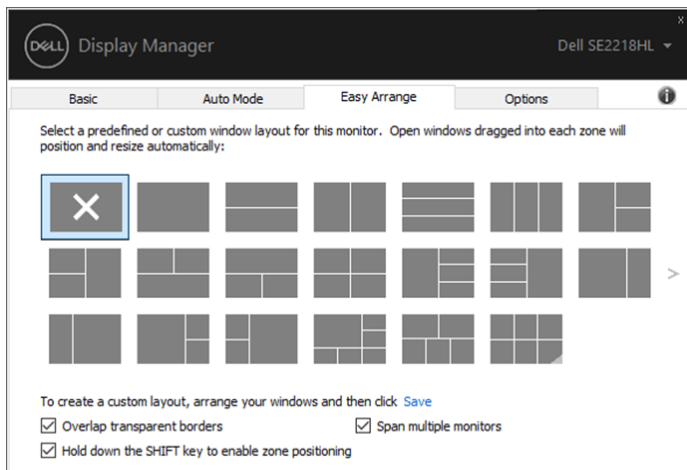 x
DELL Display Manager Dell SE2218HL
Basic Auto Mode Easy Arrange Options i
Select a predefined or custom window layout for this monitor. Open windows dragged into each zone will
position and resize automatically:
To create a custom layout, arrange your windows and then click Save
Overlap transparent borders Span multiple monitors
Hold down the SHIFT key to enable zone positioning